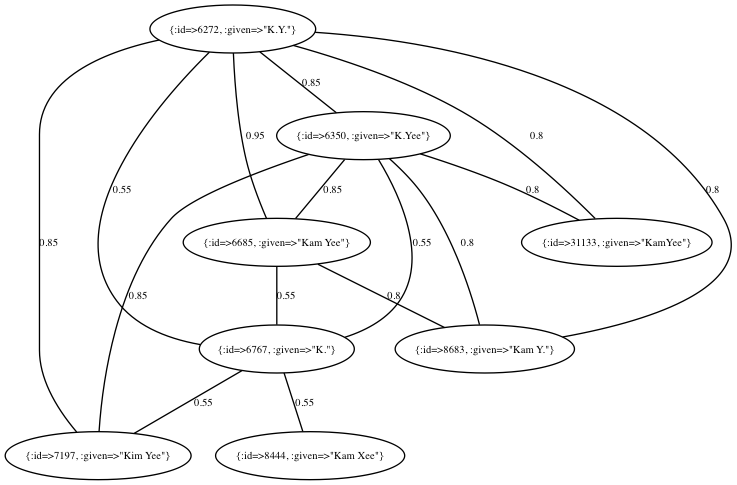 {:id=>6272, :given=>"K.Y."}
0.85
{:id=>6350, :given=>"K.Yee"}
0.95
0.8
0.55
0.85
0.8
0.8
{:id=>6685, :given=>"Kam Yee"}
{:id=>31133, :given=>"KamYee"}
0.85
0.55
0.8
0.85
0.55
0.8
{:id=>6767, :given=>"K."}
{:id=>8683, :given=>"Kam Y."}
0.55
0.55
{:id=>7197, :given=>"Kim Yee"}
{:id=>8444, :given=>"Kam Xee"}